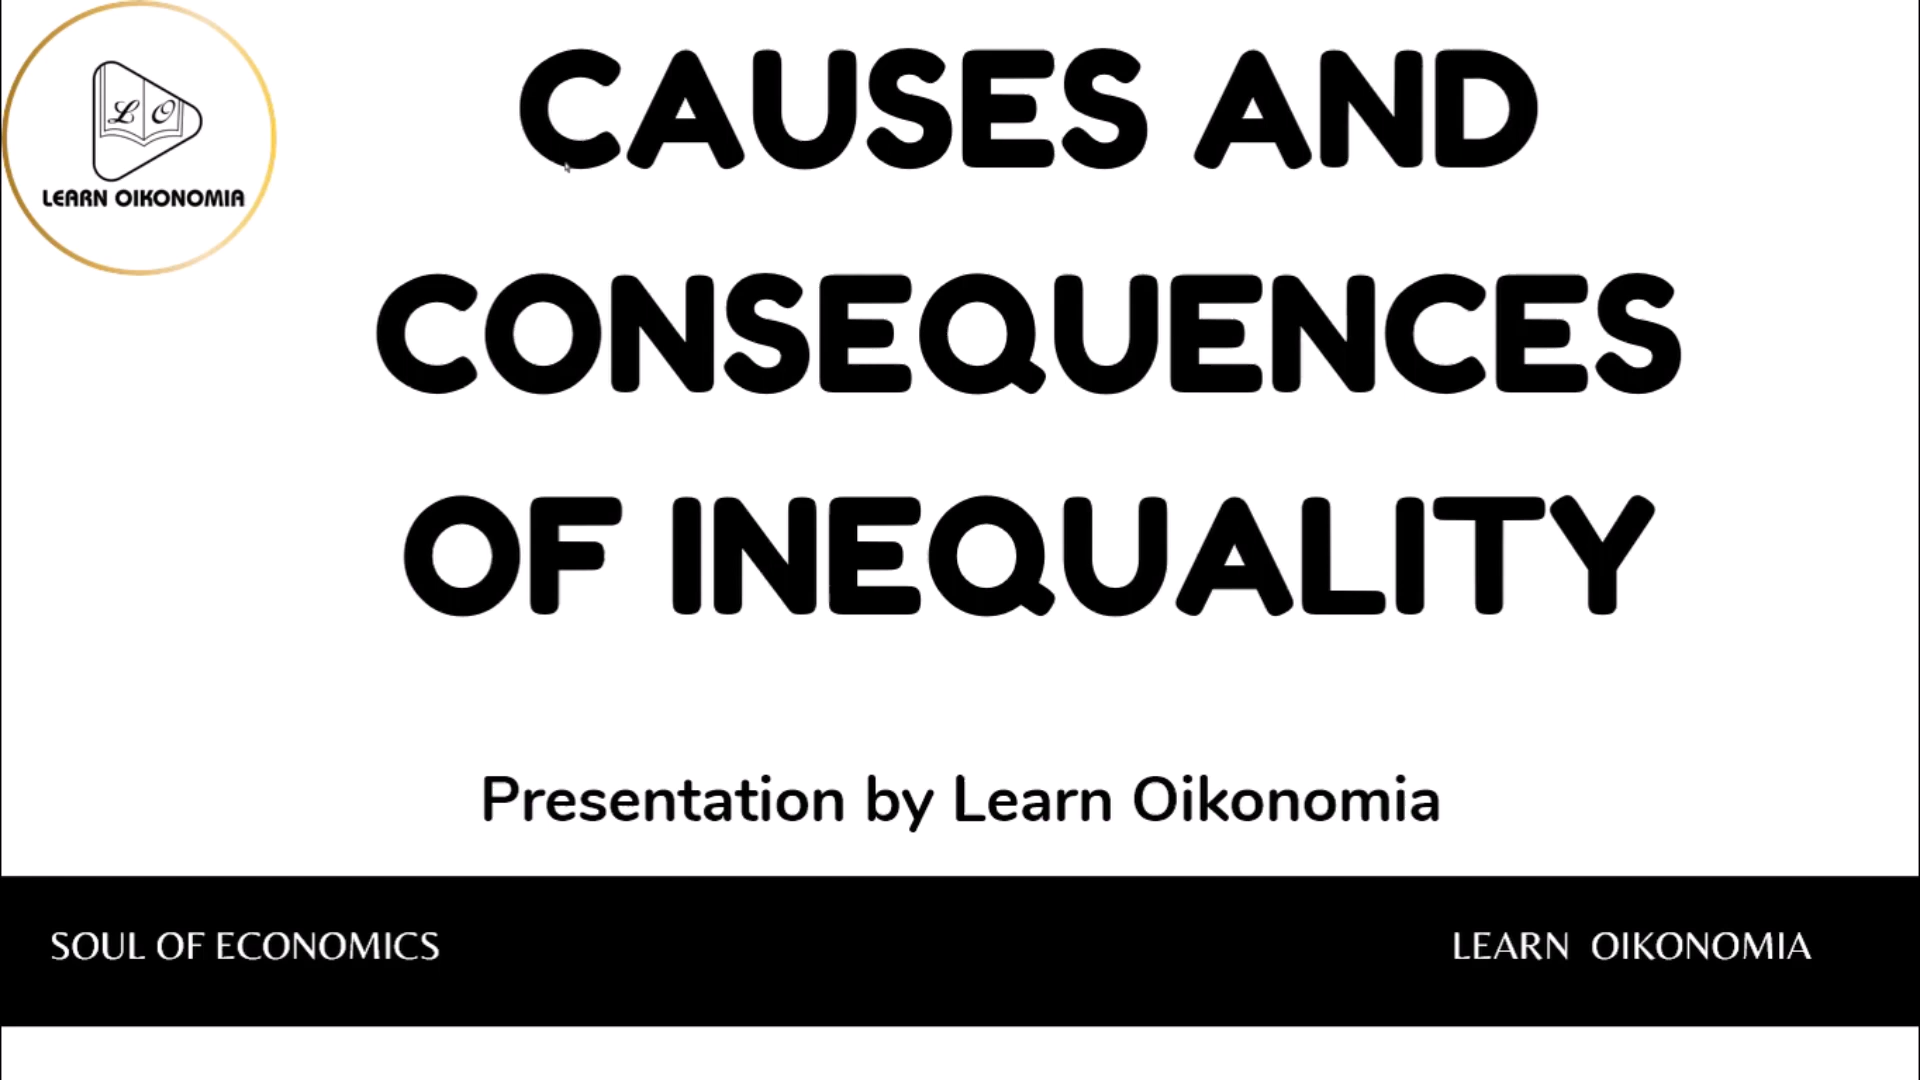 L O
LEARN OIKONOMIA
CAUSES AND
CONSEQUENCES
OF INEQUALITY
Presentation by Learn Oikonomia
SOUL OF ECONOMICS
LEARN OIKONOMIA